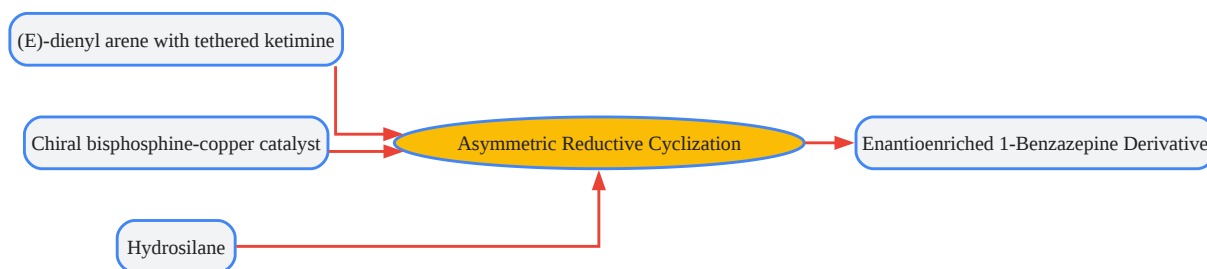 (E)-dienyl arene with tethered ketimine
Chiral bisphosphine-copper catalyst
Asymmetric Reductive Cyclization
Enantioenriched 1-Benzazepine Derivative
Hydrosilane